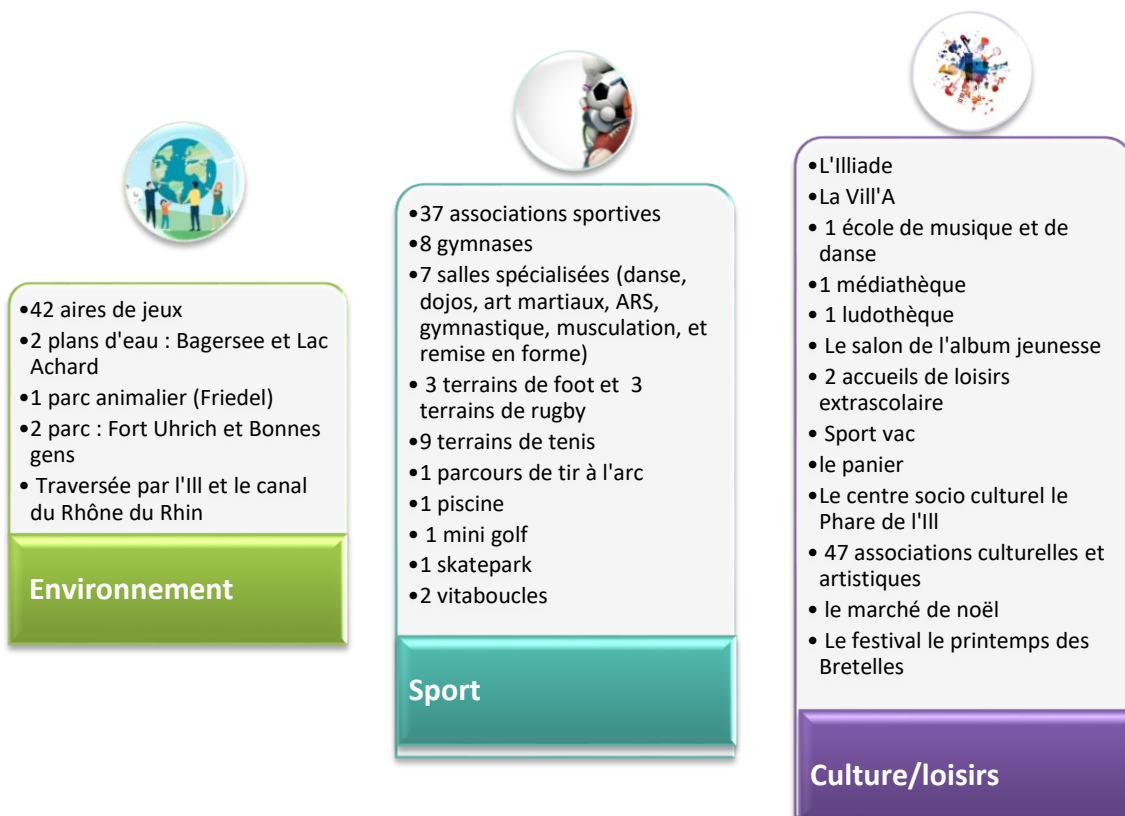 •42 aires de jeux
•2 plans d'eau : Bagersee et Lac
Achard
•1 parc animalier (Friedel)
•2 parc : Fort Uhrich et Bonnes
gens
• Traversée par l'Ill et le canal
du Rhône du Rhin
Environnement
•37 associations sportives
•8 gymnases
•7 salles spécialisées (danse,
dojos, art martiaux, ARS,
gymnastique, musculation, et
remise en forme)
• 3 terrains de foot et 3
terrains de rugby
•9 terrains de tenis
•1 parcours de tir à l'arc
•1 piscine
• 1 mini golf
•1 skatepark
•2 vitaboucles
Sport
•L'Illiade
•La Vill'A
• 1 école de musique et de
danse
•1 médiathèque
• 1 ludothèque
• Le salon de l'album jeunesse
• 2 accueils de loisirs
extrascolaire
• Sport vac
•le panier
•Le centre socio culturel le
Phare de l'Ill
• 47 associations culturelles et
artistiques
• le marché de noël
• Le festival le printemps des
Bretelles
Culture/loisirs